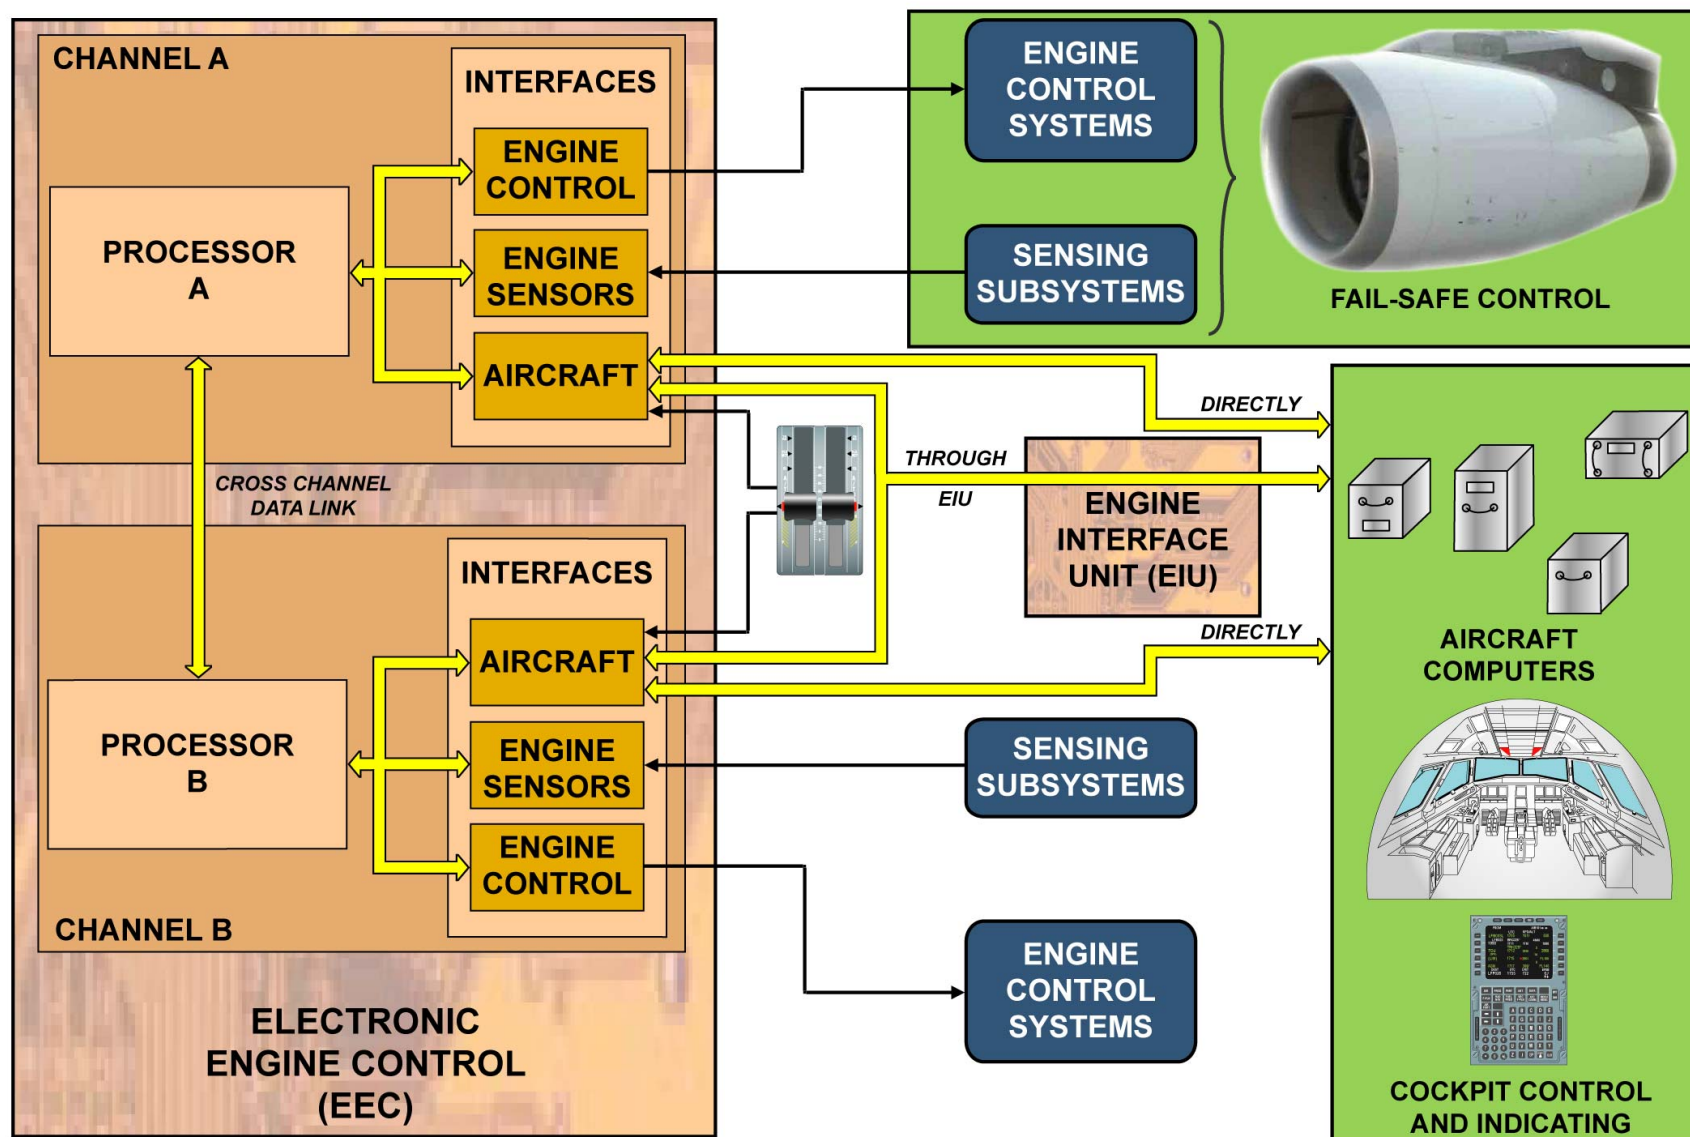 CHANNEL A
INTERFACES
ENGINE
CONTROL
PROCESSOR
A
ENGINE
SENSORS
AIRCRAFT
ENGINE
CONTROL
SYSTEMS
SENSING
SUBSYSTEMS
FAIL-SAFE CONTROL
CROSS CHANNEL
DATA LINK
DIRECTLY
THROUGH
EIU
ENGINE
INTERFACE
UNIT (EIU)
DIRECTLY
INTERFACES
AIRCRAFT
PROCESSOR
B
ENGINE
SENSORS
ENGINE
CONTROL
CHANNEL B
SENSING
SUBSYSTEMS
ENGINE
CONTROL
SYSTEMS
ELECTRONIC
ENGINE CONTROL
(EEC)
AIRCRAFT
COMPUTERS
COCKPIT CONTROL
AND INDICATING